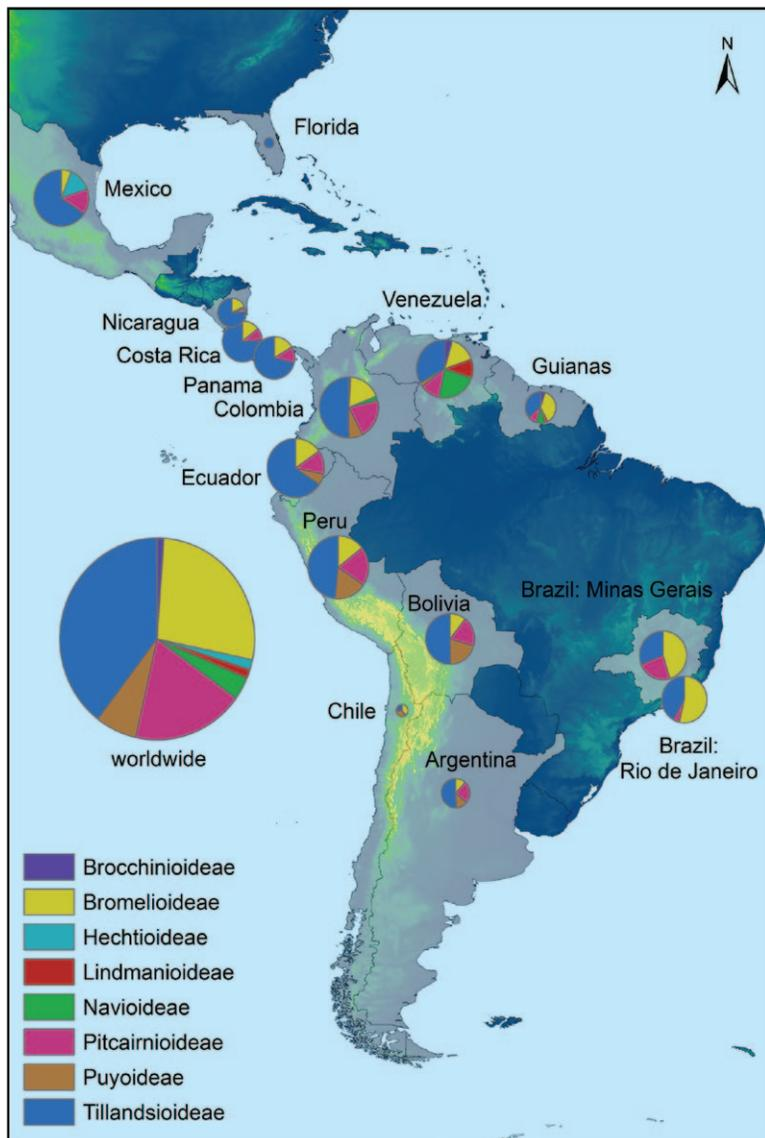 N
Florida
Mexico
Venezuela
Nicaragua
Costa Rica
Guianas
Panama
Colombia
Ecuador
Peru
Bolivia
Brazil: Minas Gerais
Chile
Brazil:
Rio de Janeiro
Argentina
worldwide
Brocchinioideae
Bromelioideae
Hechtioideae
Lindmanioideae
Navioideae
Pitcairnioideae
Puyoideae
Tillandsioideae